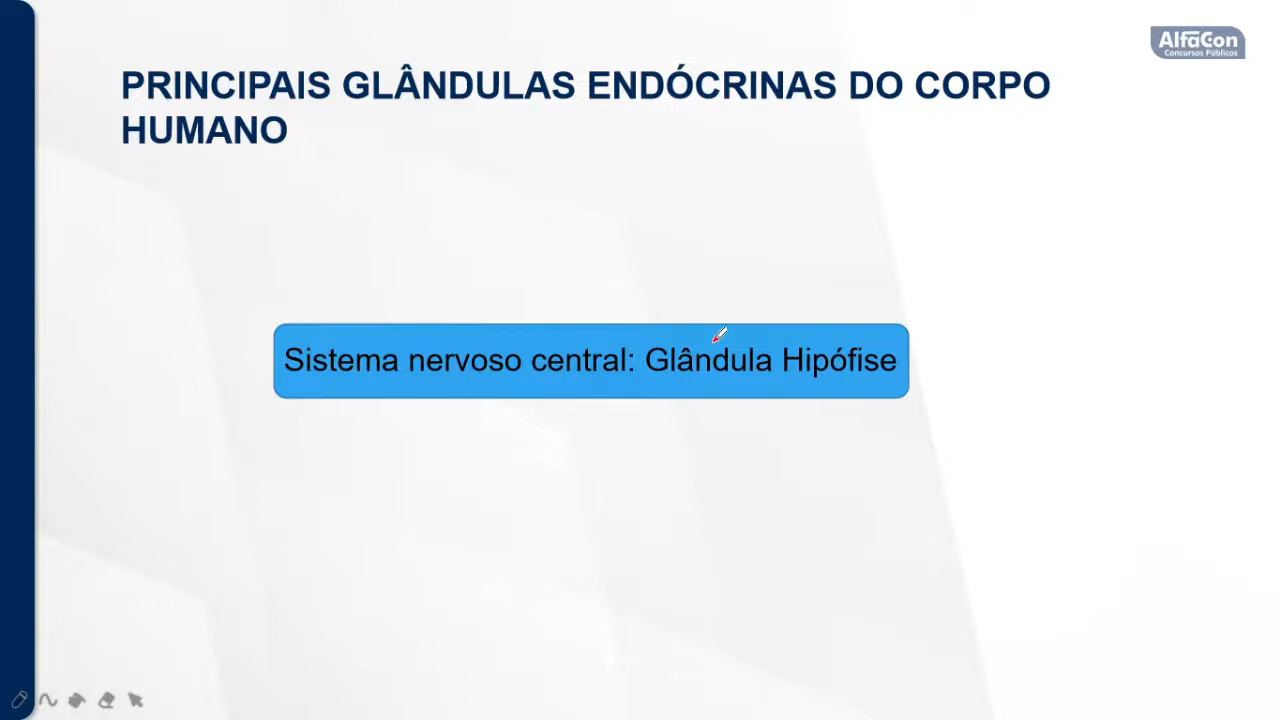 AlfaCon
Concursos Públicos
PRINCIPAIS GLÂNDULAS ENDÓCRINAS DO CORPO
HUMANO
Sistema nervoso central: Glândula Hipófise